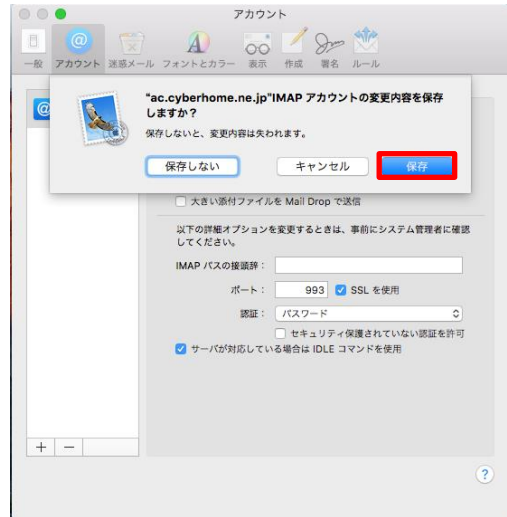 アカウント
一般 アカウント 迷惑メール フォントとカラー 表示 作成 署名 ルール
"ac.cyberhome.ne.jp"IMAP アカウントの変更内容を保存
しますか？
保存しないと、変更内容は失われます。
保存しない キャンセル 保存
大きい添付ファイルを Mail Drop で送信
以下の詳細オプションを変更するときは、事前にシステム管理者に確認
してください。
IMAP パスの接頭辞：
ポート： 993 SSL を使用
認証： パスワード
セキュリティ保護されていない認証を許可
サーバが対応している場合は IDLE コマンドを使用
+ −
?